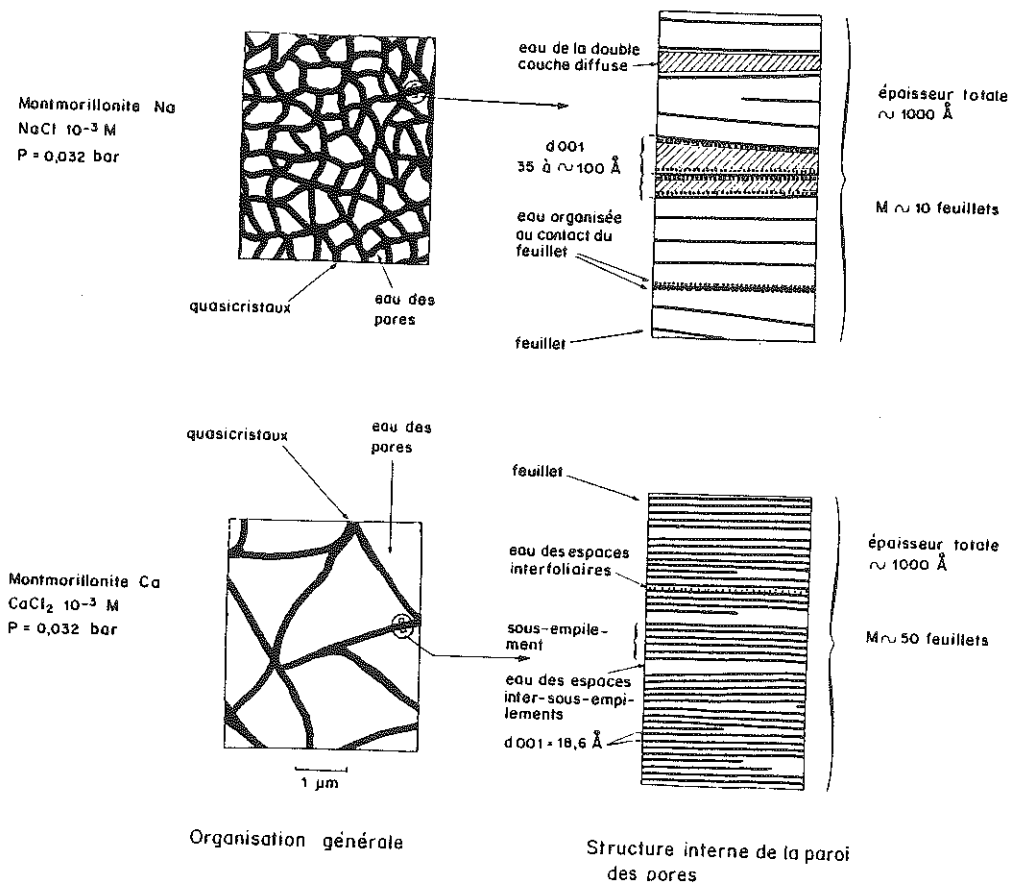 eau de la double
couche diffuse
Montmorillonite Na
NaCl 10⁻³ M
P = 0,032 bar
épaisseur totale
∼ 1000 Å
d 001
35 à ∼ 100 Å
M ∼ 10 feuillets
eau organisée
au contact du
feuillet
quasicristaux
eau des
pores
feuillet
quasicristaux
eau des
pores
feuillet
eau des espaces
interfoliaires
épaisseur totale
∼ 1000 Å
Montmorillonite Ca
CaCl₂ 10⁻³ M
P = 0,032 bar
sous-empile-
ment
M ∼ 50 feuillets
eau des espaces
inter-sous-empi-
lements
d 001 = 18,6 Å
1 µm
Organisation générale
Structure interne de la paroi
des pores